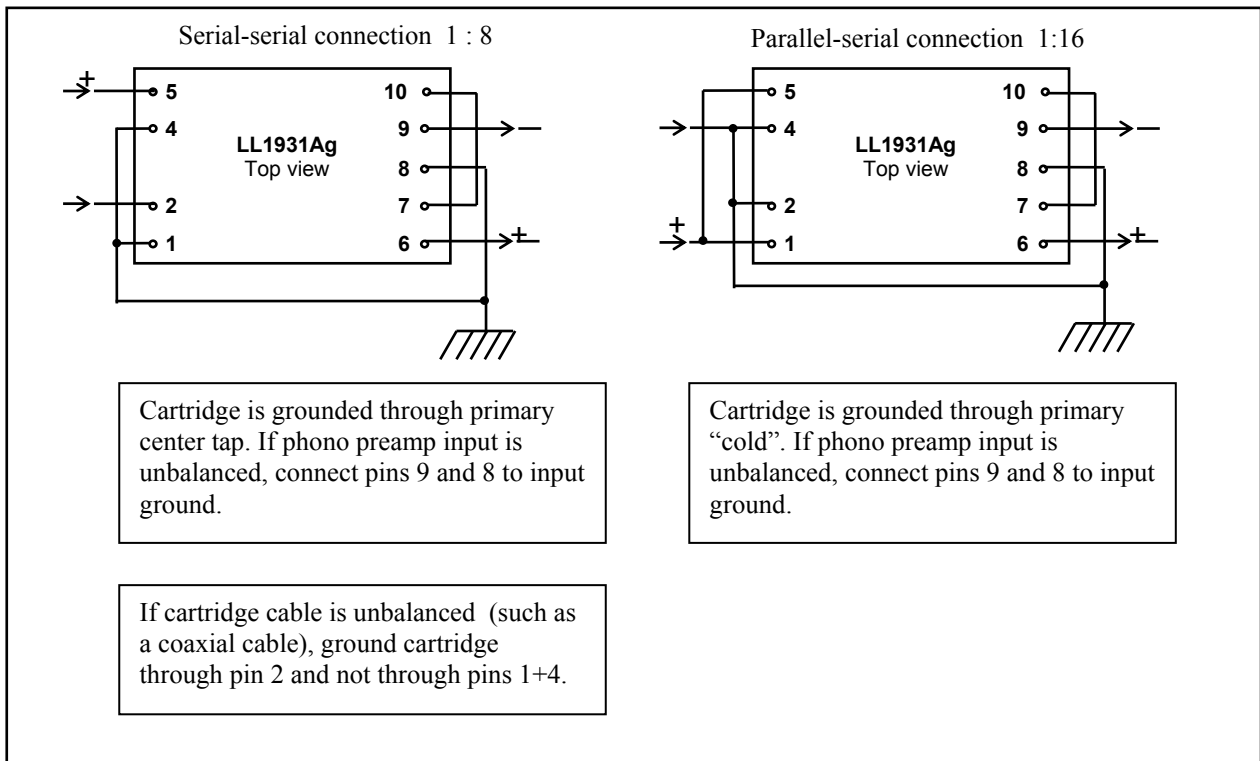 Serial-serial connection 1 : 8
+
5
4
2
1
LL1931Ag
Top view
10
9
8
7
6
+
Parallel-serial connection 1:16
5
4
2
+
1
LL1931Ag
Top view
10
9
8
7
6
+
Cartridge is grounded through primary
center tap. If phono preamp input is
unbalanced, connect pins 9 and 8 to input
ground.
Cartridge is grounded through primary
“cold”. If phono preamp input is
unbalanced, connect pins 9 and 8 to input
ground.
If cartridge cable is unbalanced (such as
a coaxial cable), ground cartridge
through pin 2 and not through pins 1+4.